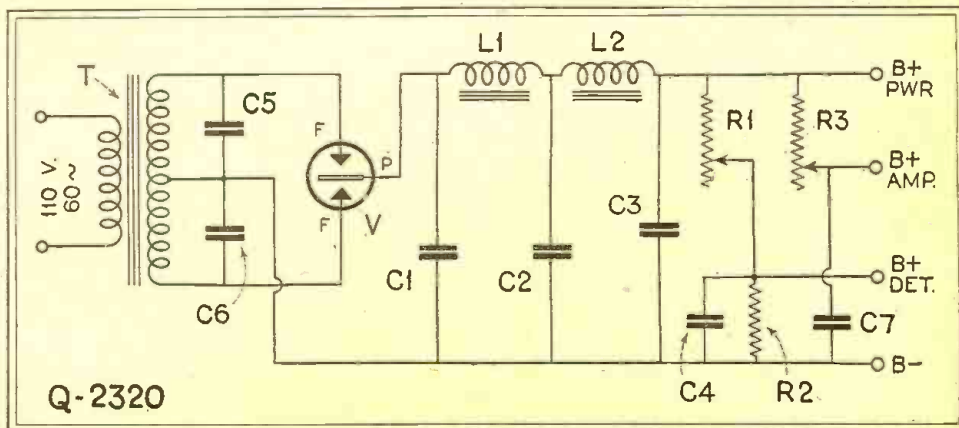 L1
L2
T
C5
F
P
F
V
C6
110 V.
60 ~
C1
C2
C3
R1
R3
B+
PWR
B+
AMP.
B+
DET.
C7
B-
C4
R2
Q-2320